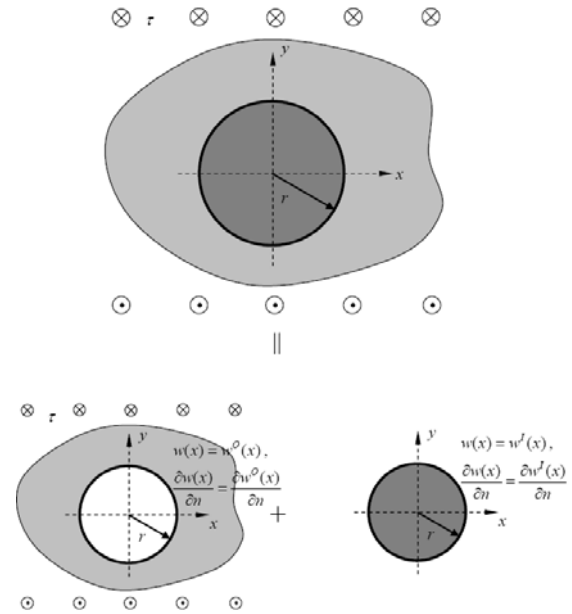 τ
y
x
r
||
τ
y
w(x) = w^O(x),
∂w(x)/∂n = ∂w^O(x)/∂n
x
r
+
y
w(x) = w^I(x),
∂w(x)/∂n = ∂w^I(x)/∂n
x
r